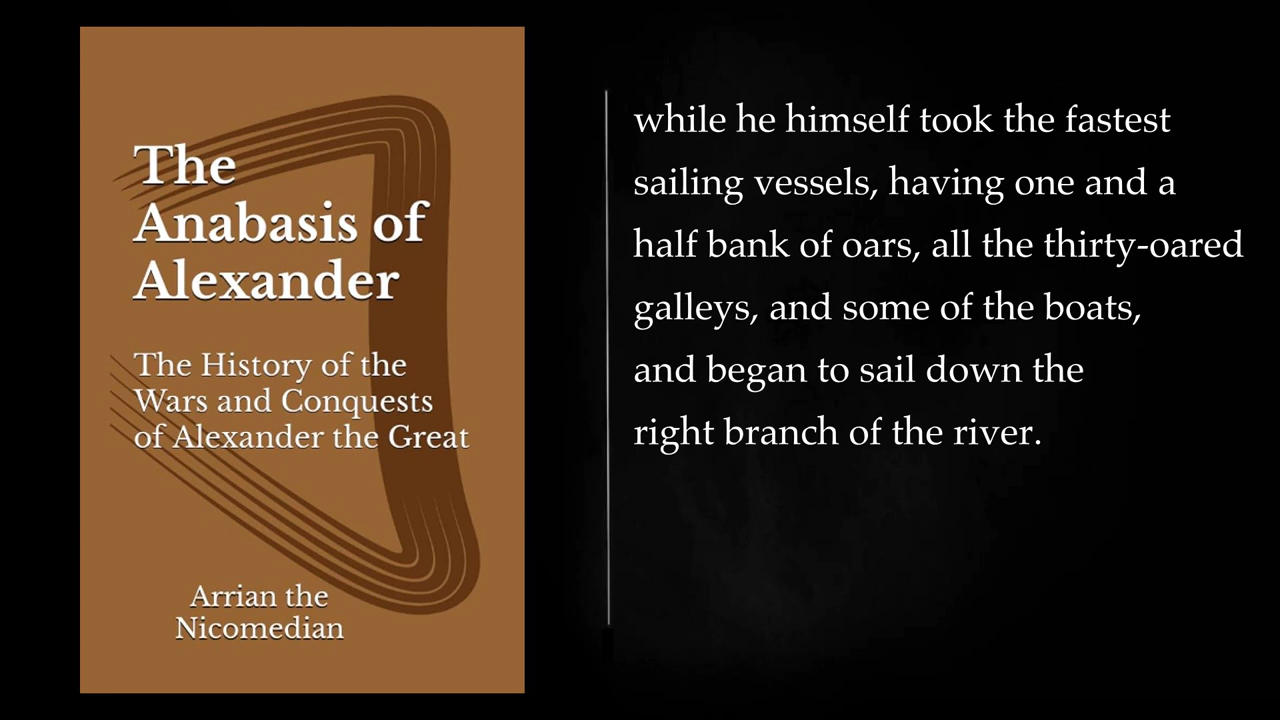 The
Anabasis of
Alexander
The History of the
Wars and Conquests
of Alexander the Great
Arrian the
Nicomedian
while he himself took the fastest
sailing vessels, having one and a
half bank of oars, all the thirty-oared
galleys, and some of the boats,
and began to sail down the
right branch of the river.